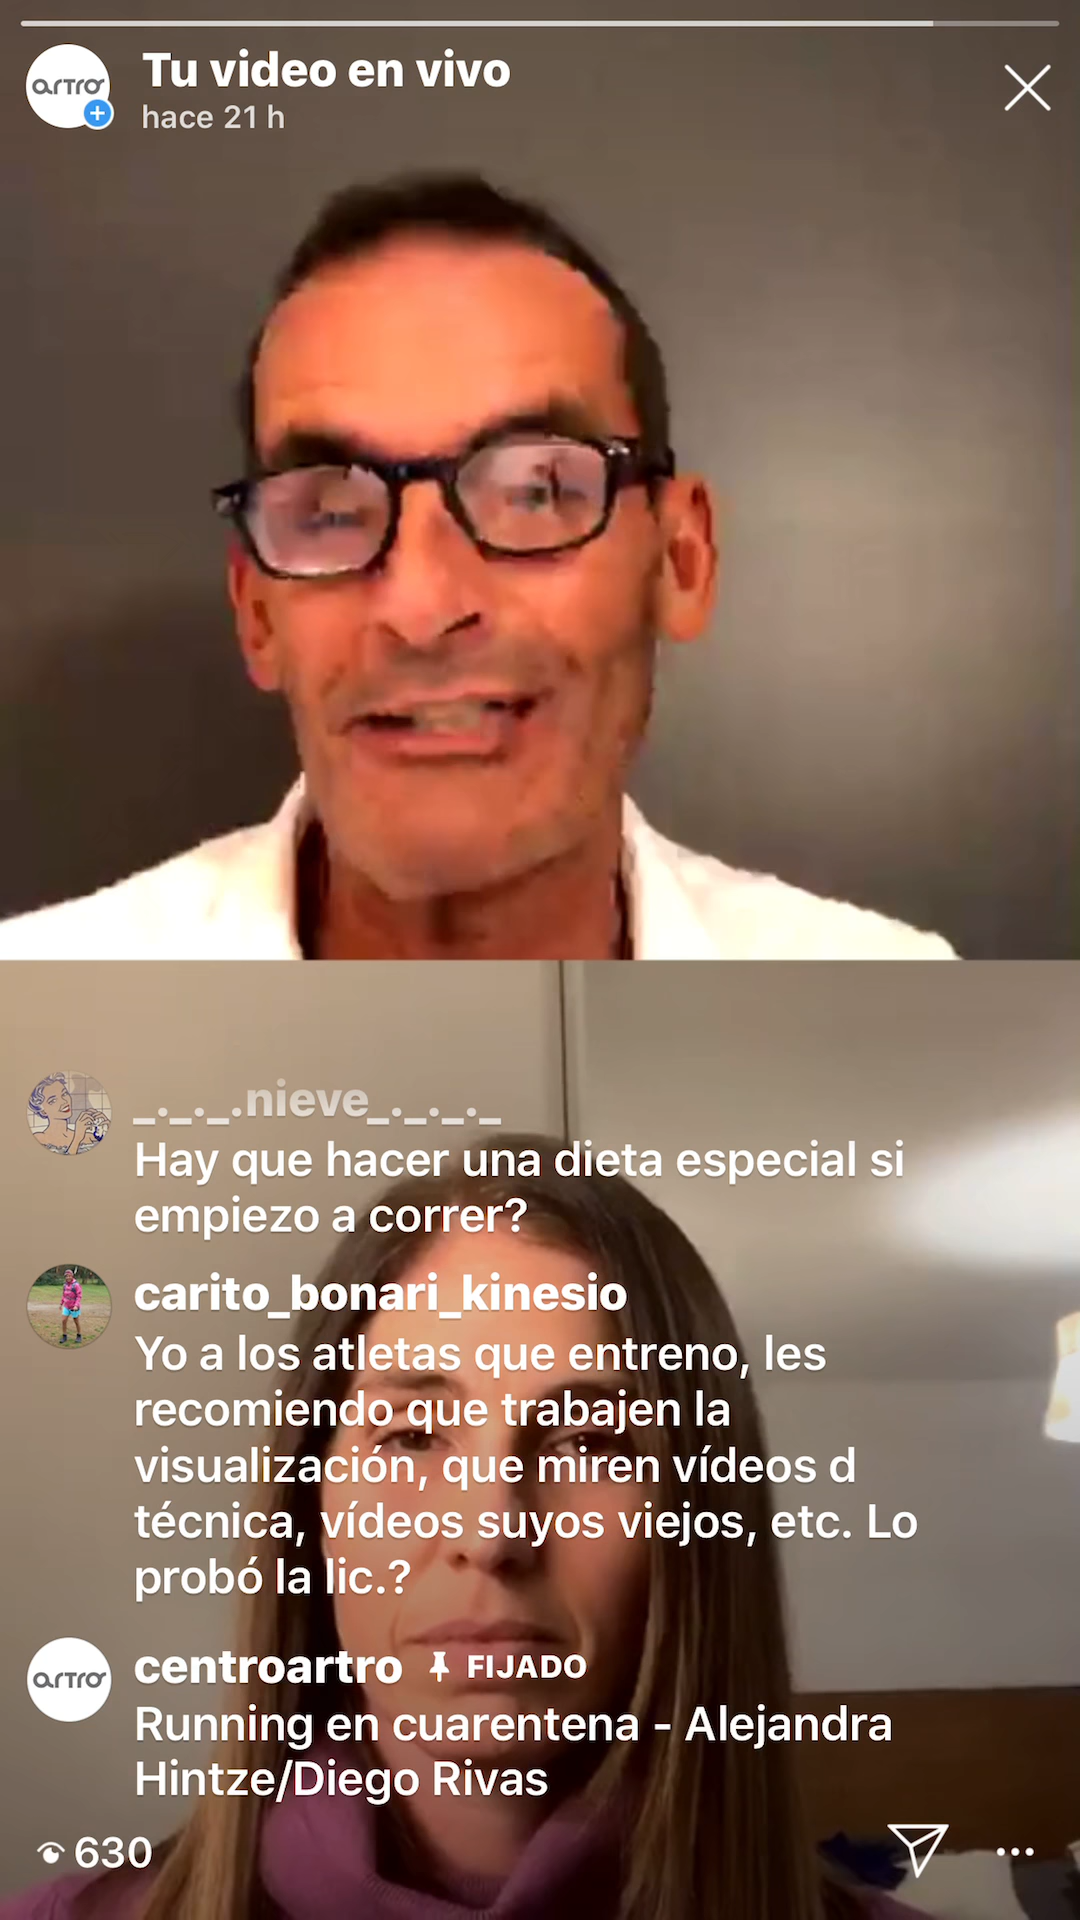 artro
Tu video en vivo
hace 21 h
_._._.nieve_._._._
Hay que hacer una dieta especial si
empiezo a correr?
carito_bonari_kinesio
Yo a los atletas que entreno, les
recomiendo que trabajen la
visualización, que miren vídeos d
técnica, vídeos suyos viejos, etc. Lo
probó la lic.?
artro
centroartro FIJADO
Running en cuarentena - Alejandra
Hintze/Diego Rivas
630